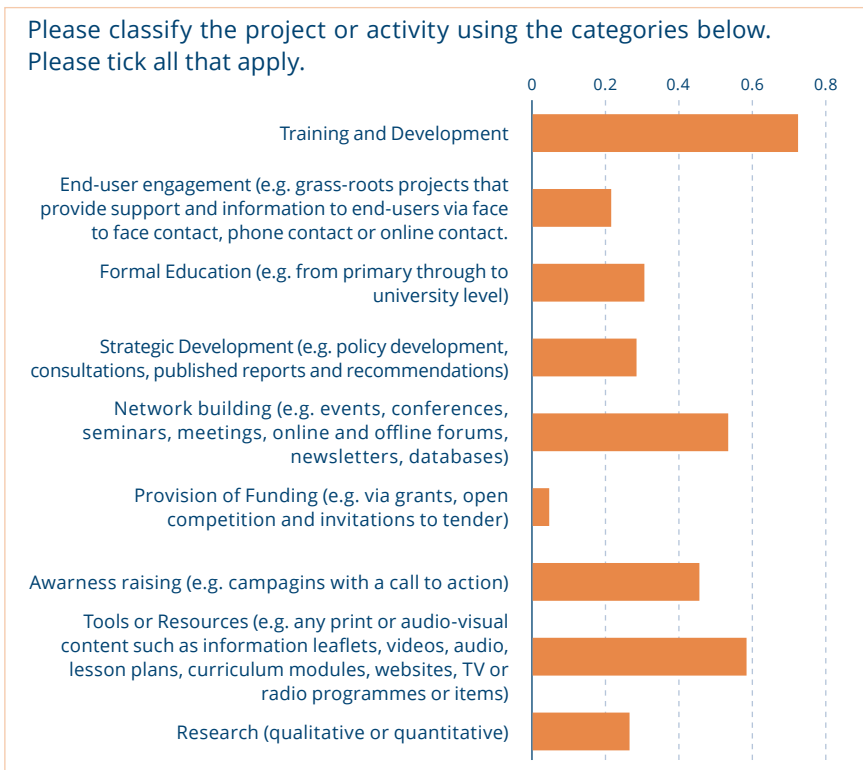 Please classify the project or activity using the categories below.
Please tick all that apply.
0 0.2 0.4 0.6 0.8
Training and Development
End-user engagement (e.g. grass-roots projects that
provide support and information to end-users via face
to face contact, phone contact or online contact.
Formal Education (e.g. from primary through to
university level)
Strategic Development (e.g. policy development,
consultations, published reports and recommendations)
Network building (e.g. events, conferences,
seminars, meetings, online and offline forums,
newsletters, databases)
Provision of Funding (e.g. via grants, open
competition and invitations to tender)
Awarness raising (e.g. campagins with a call to action)
Tools or Resources (e.g. any print or audio-visual
content such as information leaflets, videos, audio,
lesson plans, curriculum modules, websites, TV or
radio programmes or items)
Research (qualitative or quantitative)